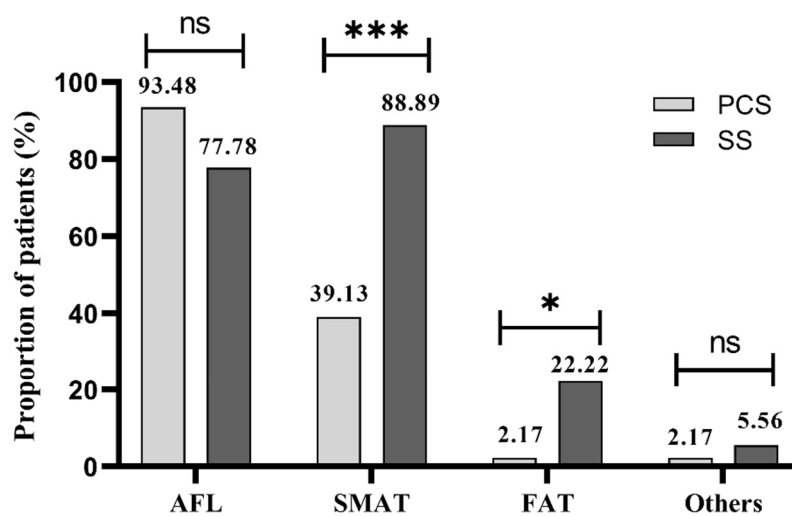 ns
***
100
93.48
88.89
PCS
SS
80
77.78
Proportion of patients (%)
60
40
39.13
*
ns
22.22
20
2.17
2.17
5.56
0
AFL
SMAT
FAT
Others